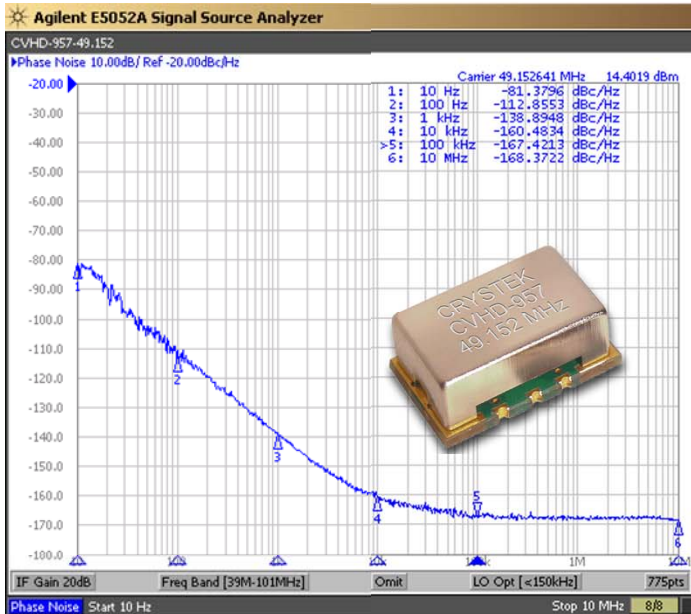 Agilent E5052A Signal Source Analyzer
CVHD-957-49.152
▶Phase Noise 10.00dB/ Ref -20.00dBc/Hz
Carrier 49.152641 MHz 14.4019 dBm
1: 10 Hz -81.3796 dBc/Hz
2: 100 Hz -112.8553 dBc/Hz
3: 1 kHz -138.8948 dBc/Hz
4: 10 kHz -160.4834 dBc/Hz
>5: 100 kHz -167.4213 dBc/Hz
6: 10 MHz -168.3722 dBc/Hz
-20.00
-30.00
-40.00
-50.00
-60.00
-70.00
-80.00
-90.00
-100.0
-110.0
-120.0
-130.0
-140.0
-150.0
-160.0
-170.0
-100.0
1
2
3
4
5
6
CRYSTEK
CVHD-957
49.152 MHz
1M
IF Gain 20dB Freq Band [39M-101MHz] Omit LO Opt [<150kHz] 775pts
Phase Noise Start 10 Hz Stop 10 MHz 8/8